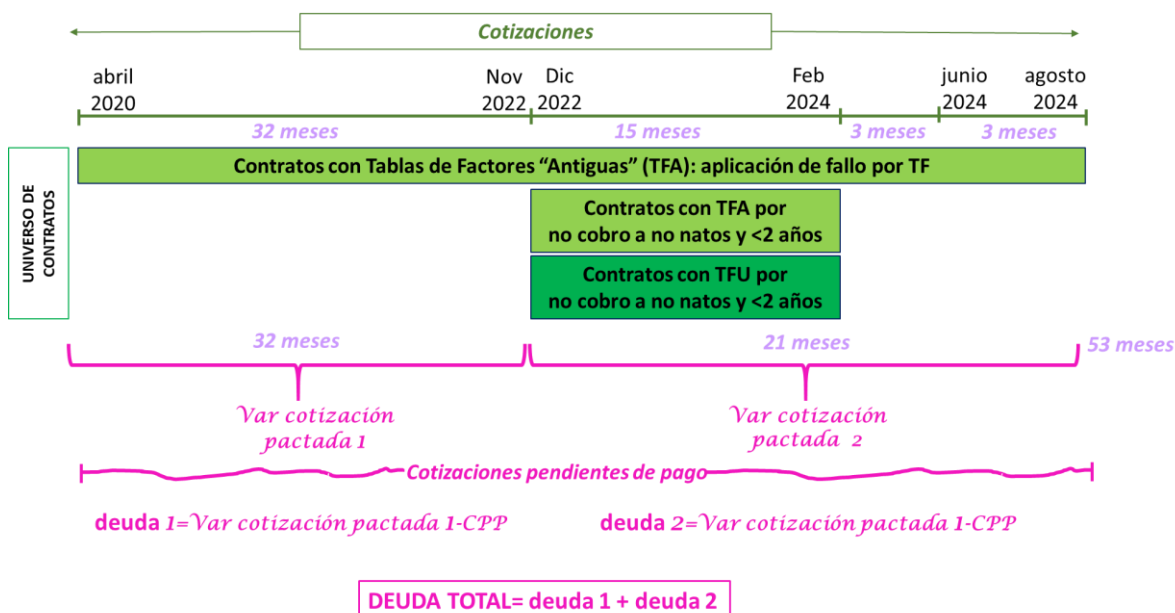 Cotizaciones
abril
2020
Nov
2022
Dic
2022
Feb
2024
junio
2024
agosto
2024
32 meses
15 meses
3 meses
3 meses
UNIVERSO DE
CONTRATOS
Contratos con Tablas de Factores “Antiguas” (TFA): aplicación de fallo por TF
Contratos con TFA por
no cobro a no natos y <2 años
Contratos con TFU por
no cobro a no natos y <2 años
32 meses
21 meses
53 meses
Var cotización
pactada 1
Var cotización
pactada 2
Cotizaciones pendientes de pago
deuda 1=Var cotización pactada 1-CPP
deuda 2=Var cotización pactada 1-CPP
DEUDA TOTAL= deuda 1 + deuda 2